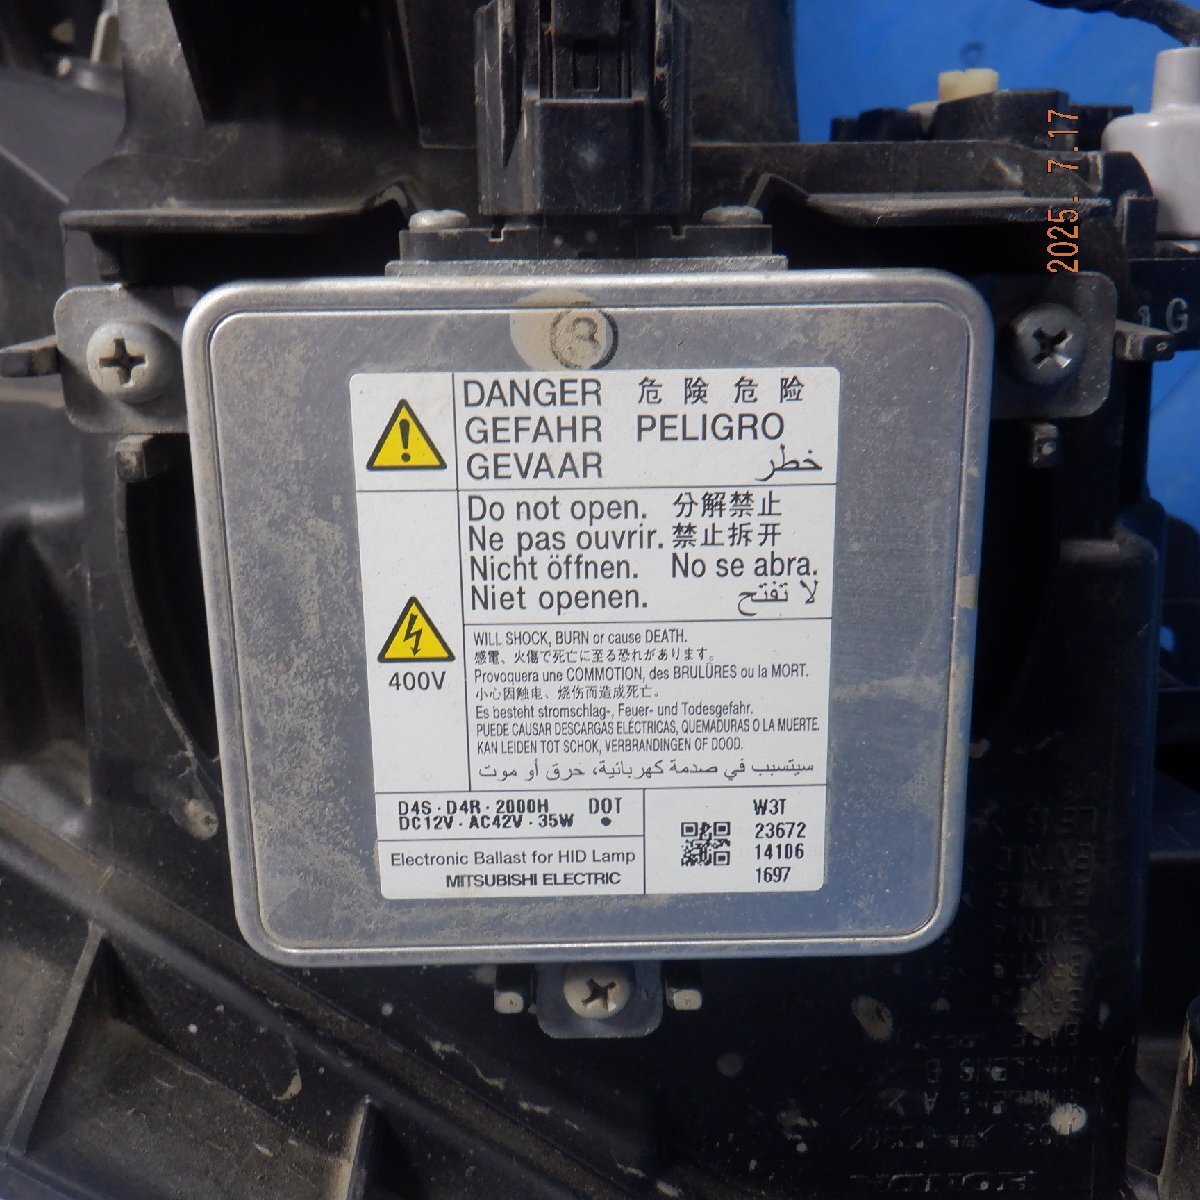 2025. 7.17
G
DANGER 危 険 危 险
GEFAHR PELIGRO
GEVAAR خطر
Do not open. 分解禁止
Ne pas ouvrir. 禁止拆开
Nicht öffnen. No se abra.
Niet openen. لا تفتح
400V
WILL SHOCK, BURN or cause DEATH.
感電、火傷で死亡に至る恐れがあります。
Provoquera une COMMOTION, des BRULÛRES ou la MORT.
小心因触电、烧伤而造成死亡。
Es besteht stromschlag-, Feuer- und Todesgefahr.
PUEDE CAUSAR DESCARGAS ELÉCTRICAS, QUEMADURAS O LA MUERTE.
KAN LEIDEN TOT SCHOK, VERBRANDINGEN OF DOOD.
سيتسبب في صدمة كهربائية، حرق أو موت
D4S · D4R · 2000H DOT
DC12V · AC42V · 35W ●
Electronic Ballast for HID Lamp
MITSUBISHI ELECTRIC
W3T
23672
14106
1697